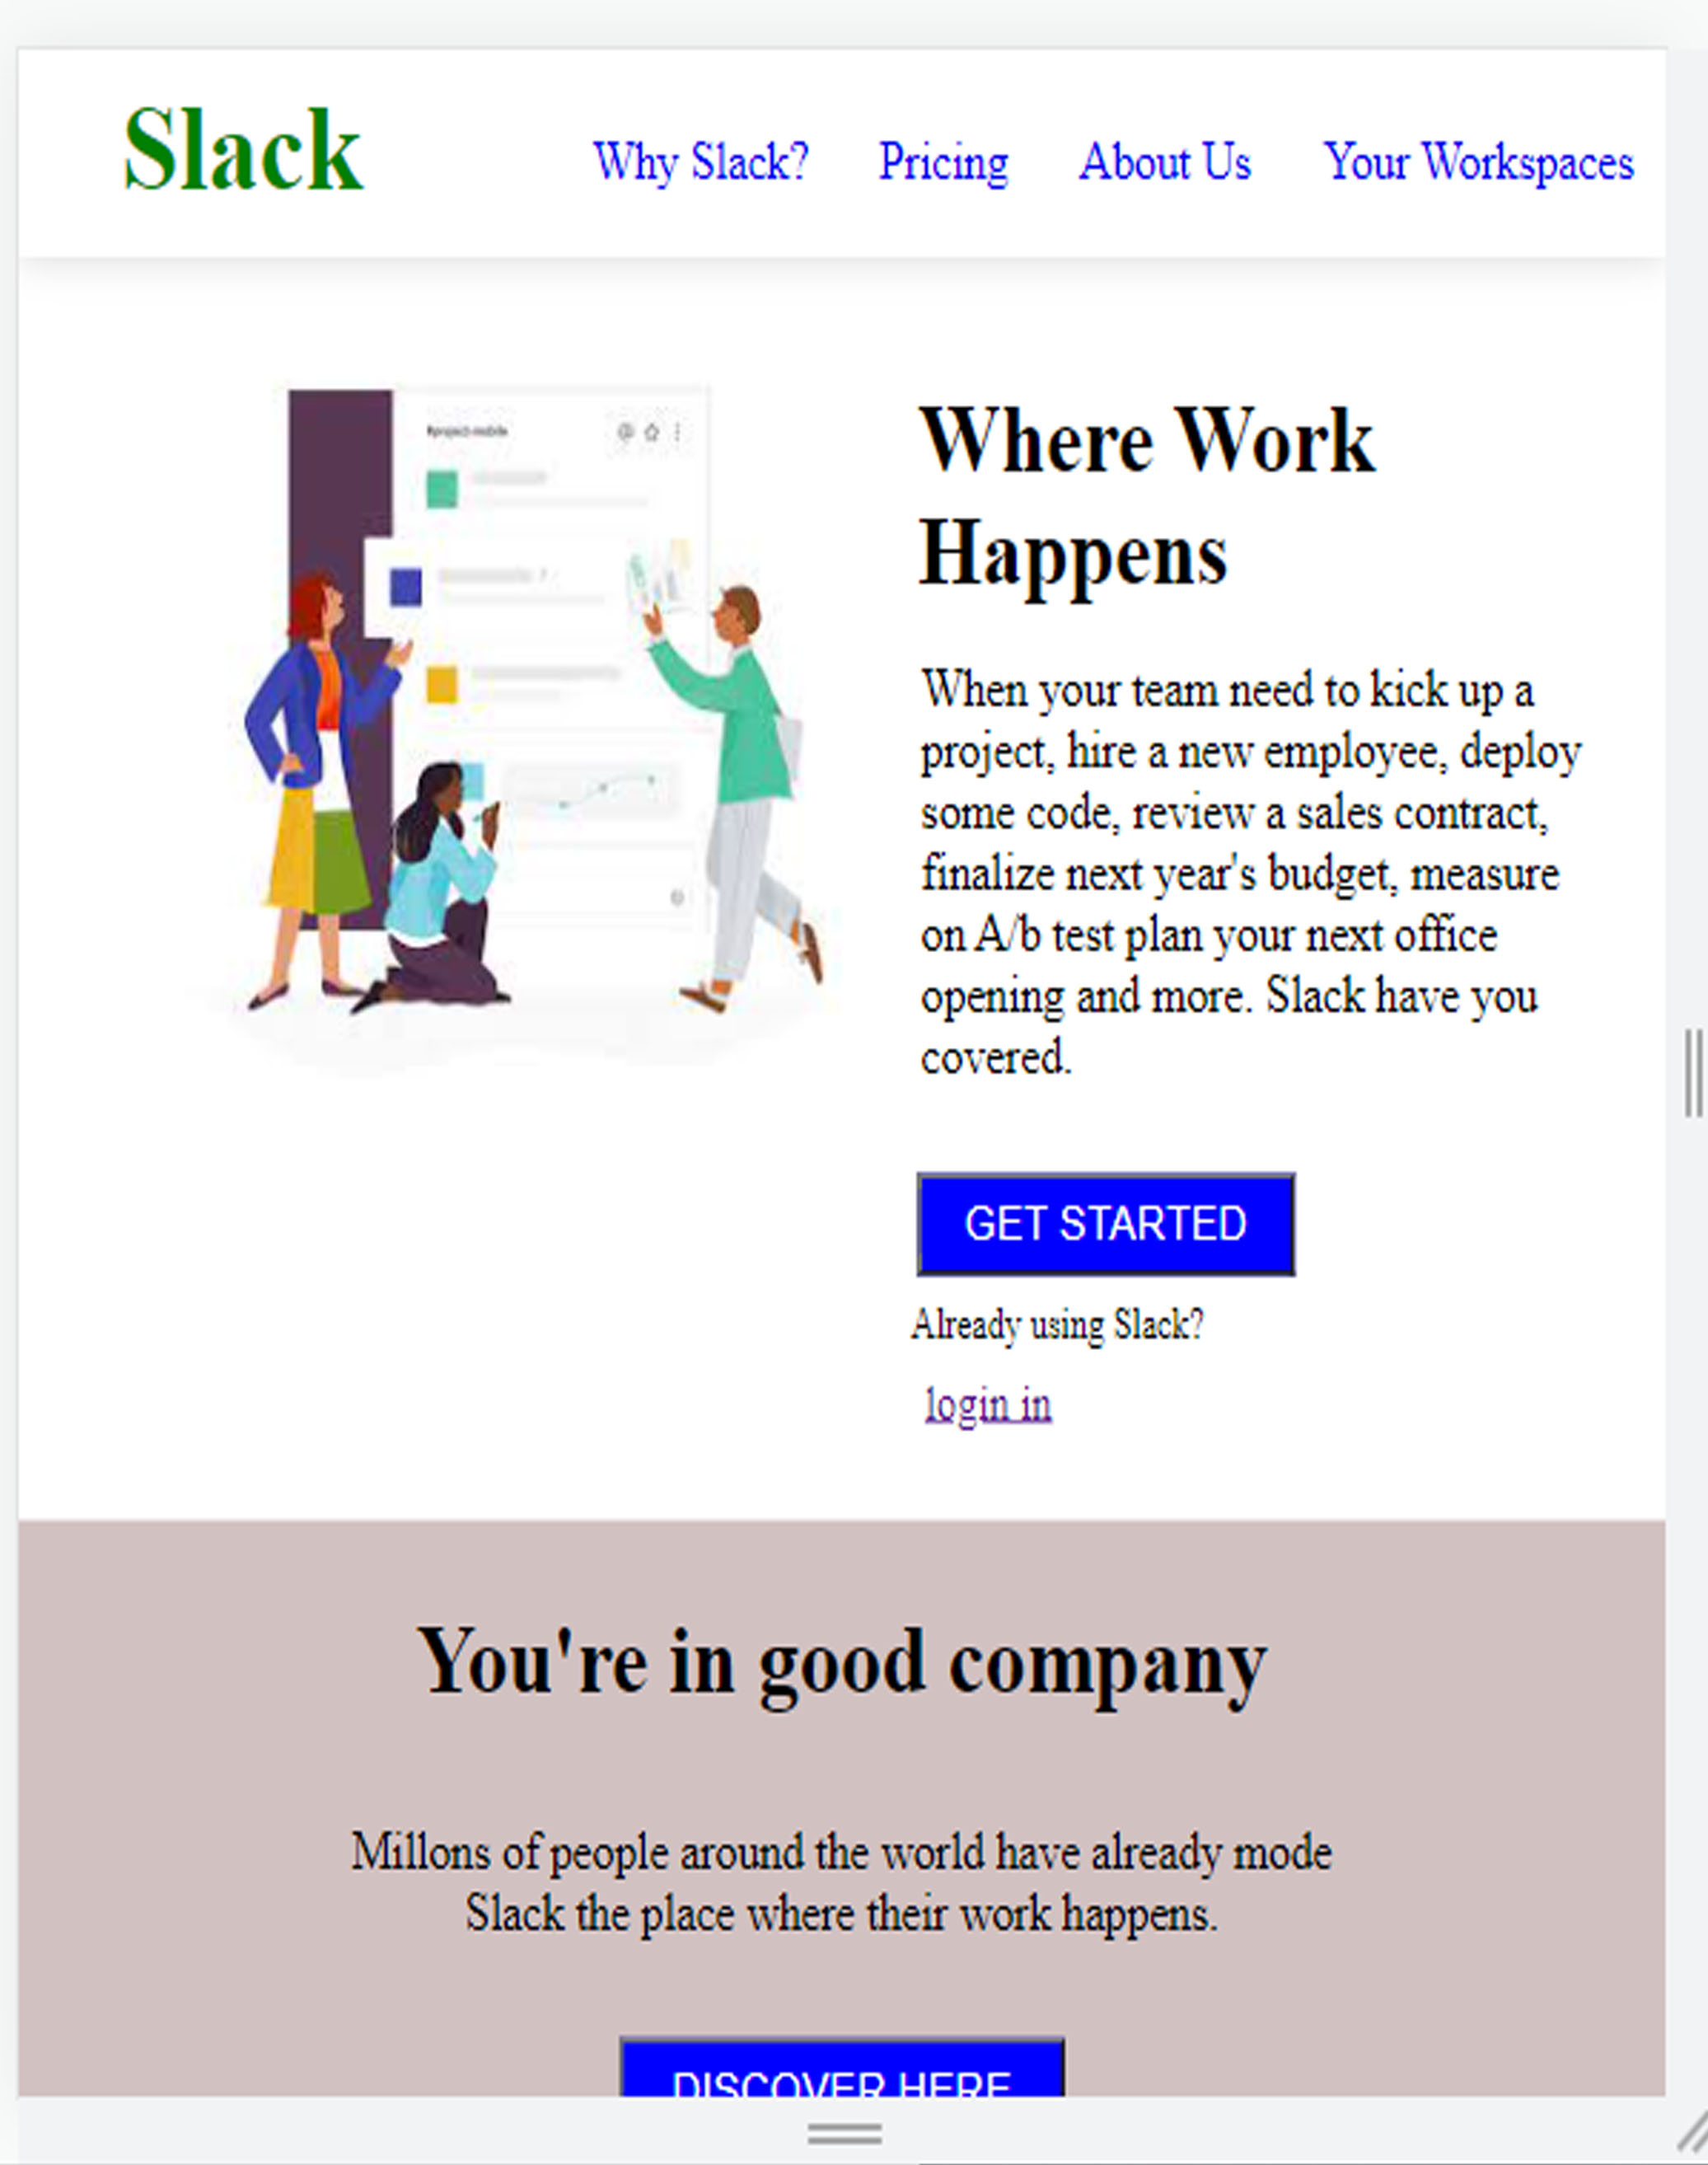 Slack
Why Slack? Pricing About Us Your Workspaces
#project-mobile
Where Work
Happens
When your team need to kick up a
project, hire a new employee, deploy
some code, review a sales contract,
finalize next year's budget, measure
on A/b test plan your next office
opening and more. Slack have you
covered.
GET STARTED
Already using Slack?
login in
You're in good company
Millons of people around the world have already mode
Slack the place where their work happens.
DISCOVER HERE